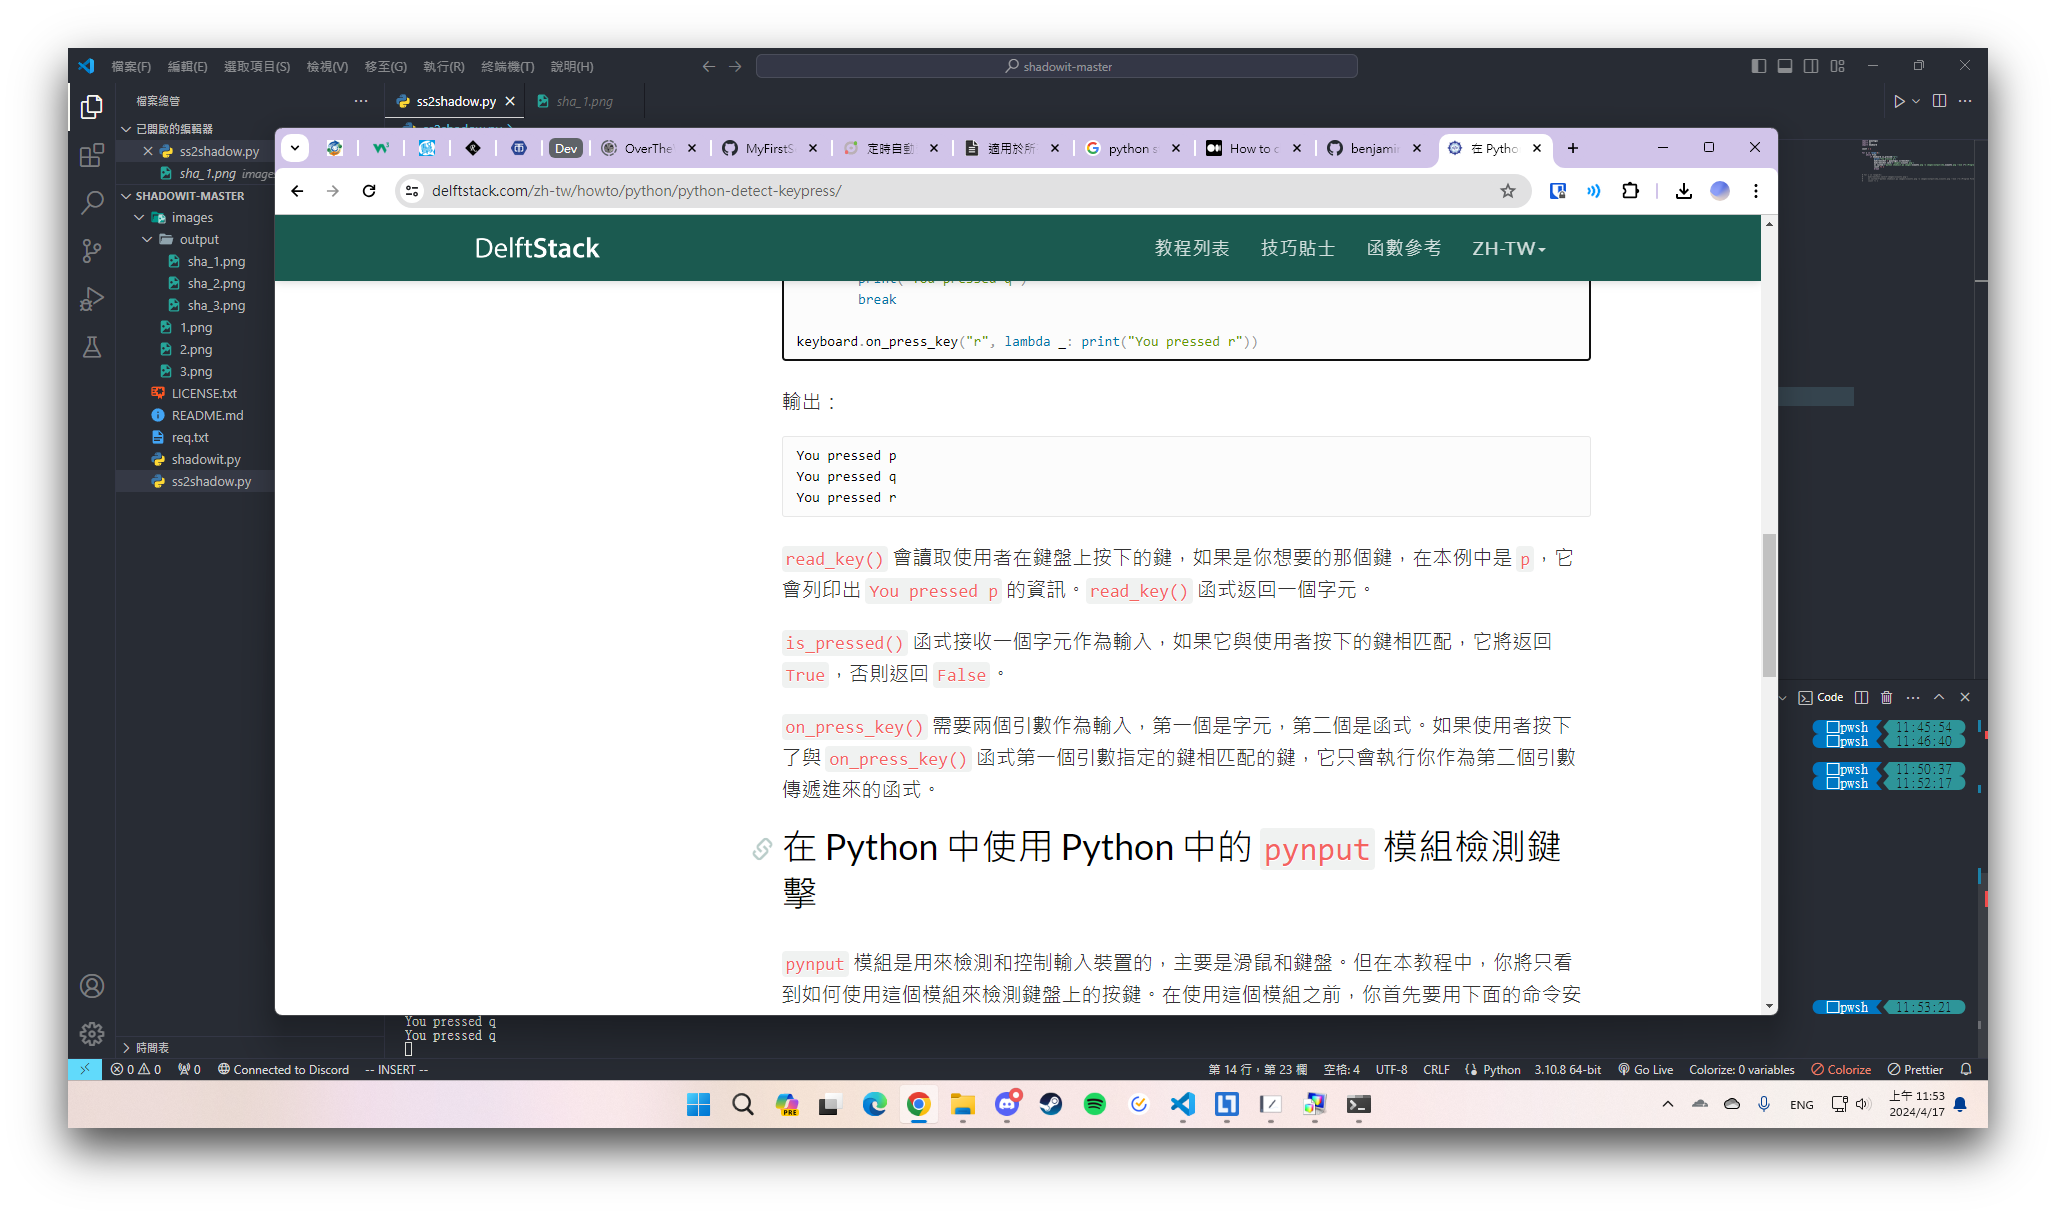 檔案(F) 編輯(E) 選取項目(S) 檢視(V) 移至(G) 執行(R) 終端機(T) 說明(H) shadowit-master
檔案總管
ss2shadow.py sha_1.png
已開啟的編輯器
ss2shadow.py
sha_1.png images
SHADOWIT-MASTER
images
output
sha_1.png
sha_2.png
sha_3.png
1.png
2.png
3.png
LICENSE.txt
README.md
req.txt
shadowit.py
ss2shadow.py
時間表
Dev OverThe MyFirstS 定時自動 適用於所 python s How to c benjamin 在 Pytho
delftstack.com/zh-tw/howto/python/python-detect-keypress/
DelftStack 教程列表 技巧貼士 函數參考 ZH-TW
print("You pressed q")
break
keyboard.on_press_key("r", lambda _: print("You pressed r"))
輸出：
You pressed p
You pressed q
You pressed r
read_key() 會讀取使用者在鍵盤上按下的鍵，如果是你想要的那個鍵，在本例中是 p，它
會列印出 You pressed p 的資訊。read_key() 函式返回一個字元。
is_pressed() 函式接收一個字元作為輸入，如果它與使用者按下的鍵相匹配，它將返回
True，否則返回 False。
on_press_key() 需要兩個引數作為輸入，第一個是字元，第二個是函式。如果使用者按下
了與 on_press_key() 函式第一個引數指定的鍵相匹配的鍵，它只會執行你作為第二個引數
傳遞進來的函式。
在 Python 中使用 Python 中的 pynput 模組檢測鍵
擊
pynput 模組是用來檢測和控制輸入裝置的，主要是滑鼠和鍵盤。但在本教程中，你將只看
到如何使用這個模組來檢測鍵盤上的按鍵。在使用這個模組之前，你首先要用下面的命令安
Code
pwsh 11:45:54
pwsh 11:46:40
pwsh 11:50:37
pwsh 11:52:17
pwsh 11:53:21
You pressed q
You pressed q
0 0 0 Connected to Discord -- INSERT -- 第 14 行，第 23 欄 空格: 4 UTF-8 CRLF Python 3.10.8 64-bit Go Live Colorize: 0 variables Colorize Prettier
PRE
ENG
上午 11:53
2024/4/17